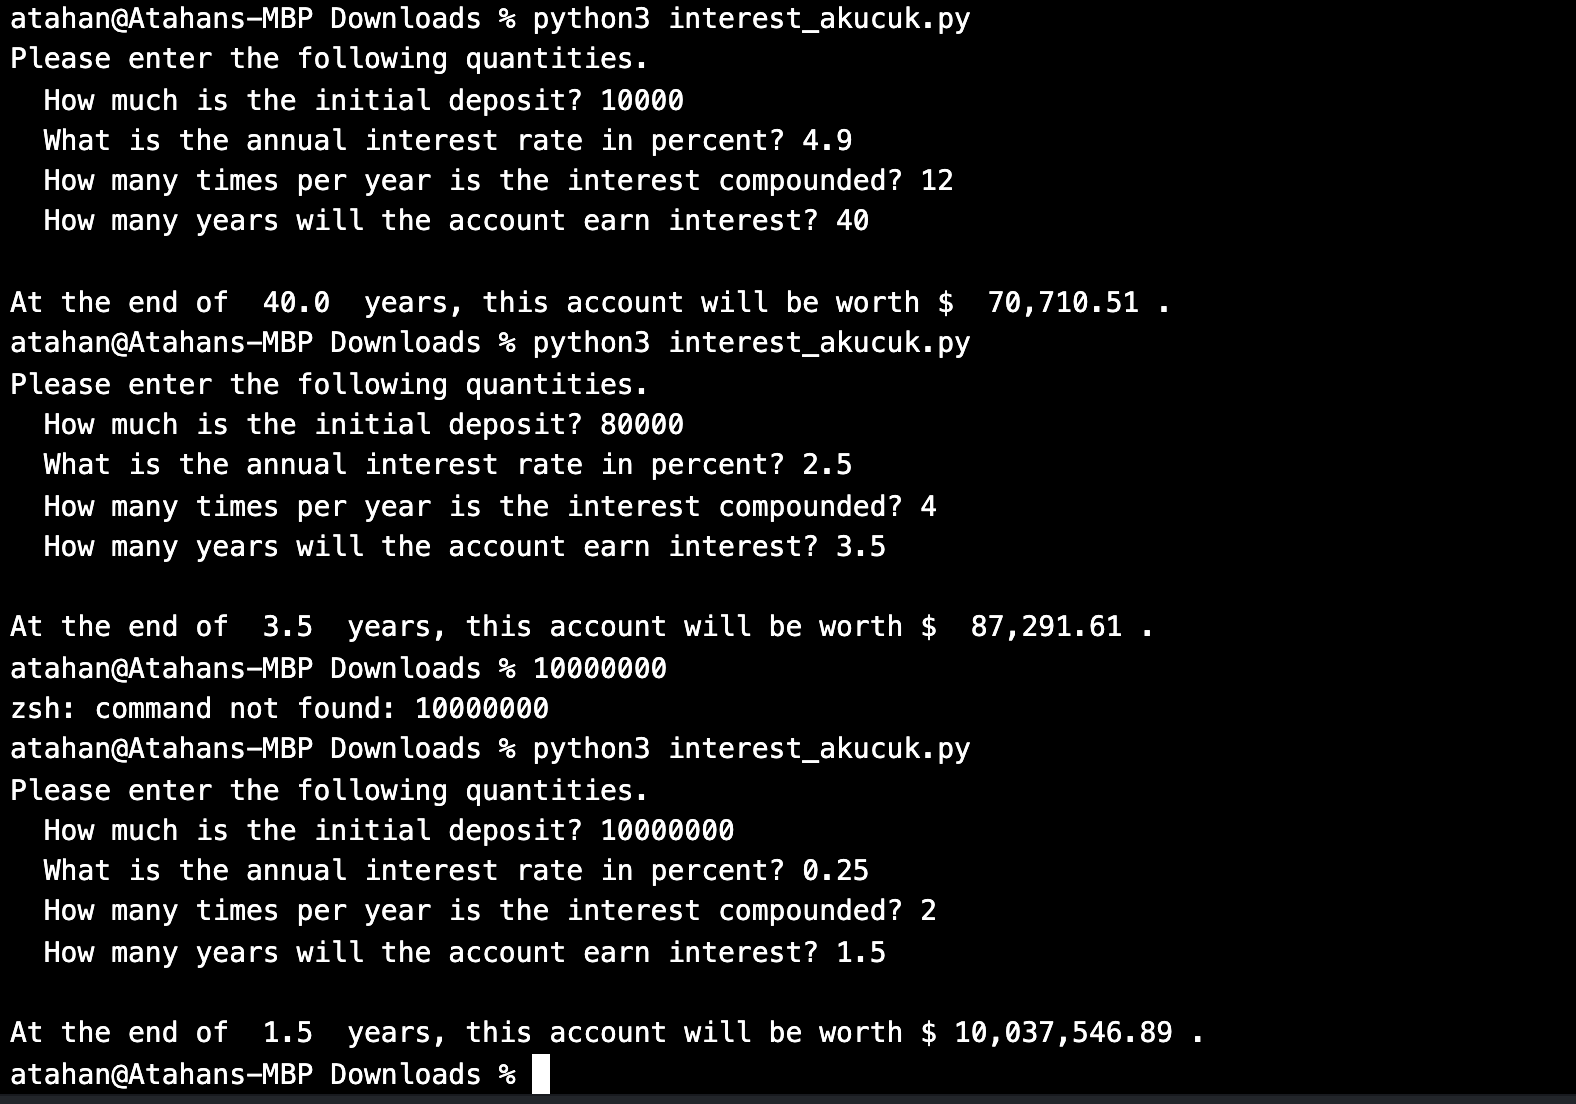 atahan@Atahans-MBP Downloads % python3 interest_akucuk.py
Please enter the following quantities.
  How much is the initial deposit? 10000
  What is the annual interest rate in percent? 4.9
  How many times per year is the interest compounded? 12
  How many years will the account earn interest? 40

At the end of  40.0  years, this account will be worth $  70,710.51 .
atahan@Atahans-MBP Downloads % python3 interest_akucuk.py
Please enter the following quantities.
  How much is the initial deposit? 80000
  What is the annual interest rate in percent? 2.5
  How many times per year is the interest compounded? 4
  How many years will the account earn interest? 3.5

At the end of  3.5  years, this account will be worth $  87,291.61 .
atahan@Atahans-MBP Downloads % 10000000
zsh: command not found: 10000000
atahan@Atahans-MBP Downloads % python3 interest_akucuk.py
Please enter the following quantities.
  How much is the initial deposit? 10000000
  What is the annual interest rate in percent? 0.25
  How many times per year is the interest compounded? 2
  How many years will the account earn interest? 1.5

At the end of  1.5  years, this account will be worth $ 10,037,546.89 .
atahan@Atahans-MBP Downloads %